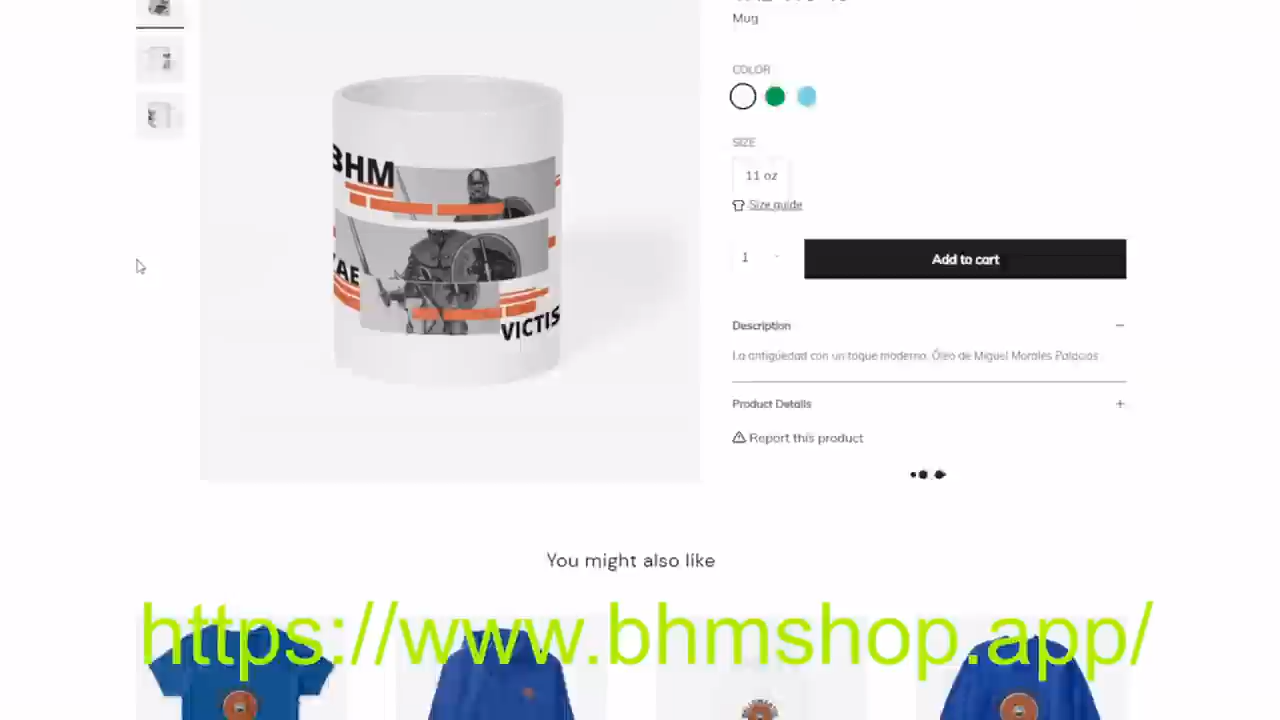 Mug
COLOR
SIZE
11 oz
Size guide
1
Add to cart
Description
La antigüedad con un toque moderno. Óleo de Miguel Morales Palacios
Product Details
Report this product
BHM
VAE
VICTIS
You might also like
https://www.bhmshop.app/